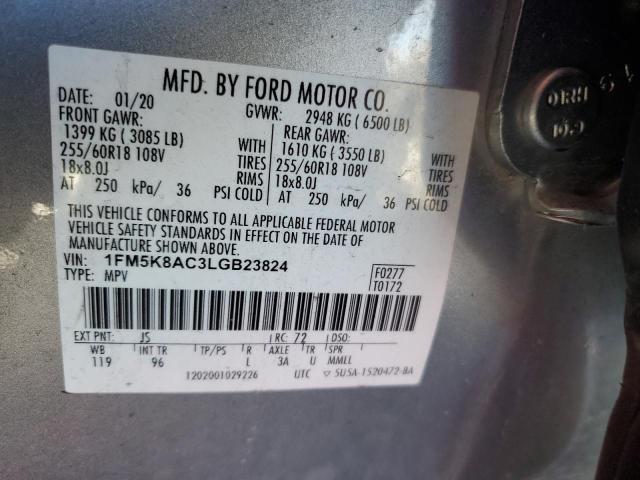 MFD. BY FORD MOTOR CO.
DATE: 01/20 GVWR: 2948 KG ( 6500 LB)
FRONT GAWR: REAR GAWR:
1399 KG ( 3085 LB) WITH 1610 KG ( 3550 LB) WITH
255/60R18 108V TIRES 255/60R18 108V TIRES
18x8.0J RIMS 18x8.0J RIMS
AT 250 kPa/ 36 PSI COLD AT 250 kPa/ 36 PSI COLD
THIS VEHICLE CONFORMS TO ALL APPLICABLE FEDERAL MOTOR
VEHICLE SAFETY STANDARDS IN EFFECT ON THE DATE OF
MANUFACTURE SHOWN ABOVE.
VIN: 1FM5K8AC3LGB23824
TYPE: MPV
F0277
T0172
EXT PNT: JS RC: 72 DSO:
WB INT TR TP/PS R AXLE TR SPR
119 96 L 3A U MMLL
1202001029226 UTC ▽ 5U5A-1520472-BA
ORH1
10.9